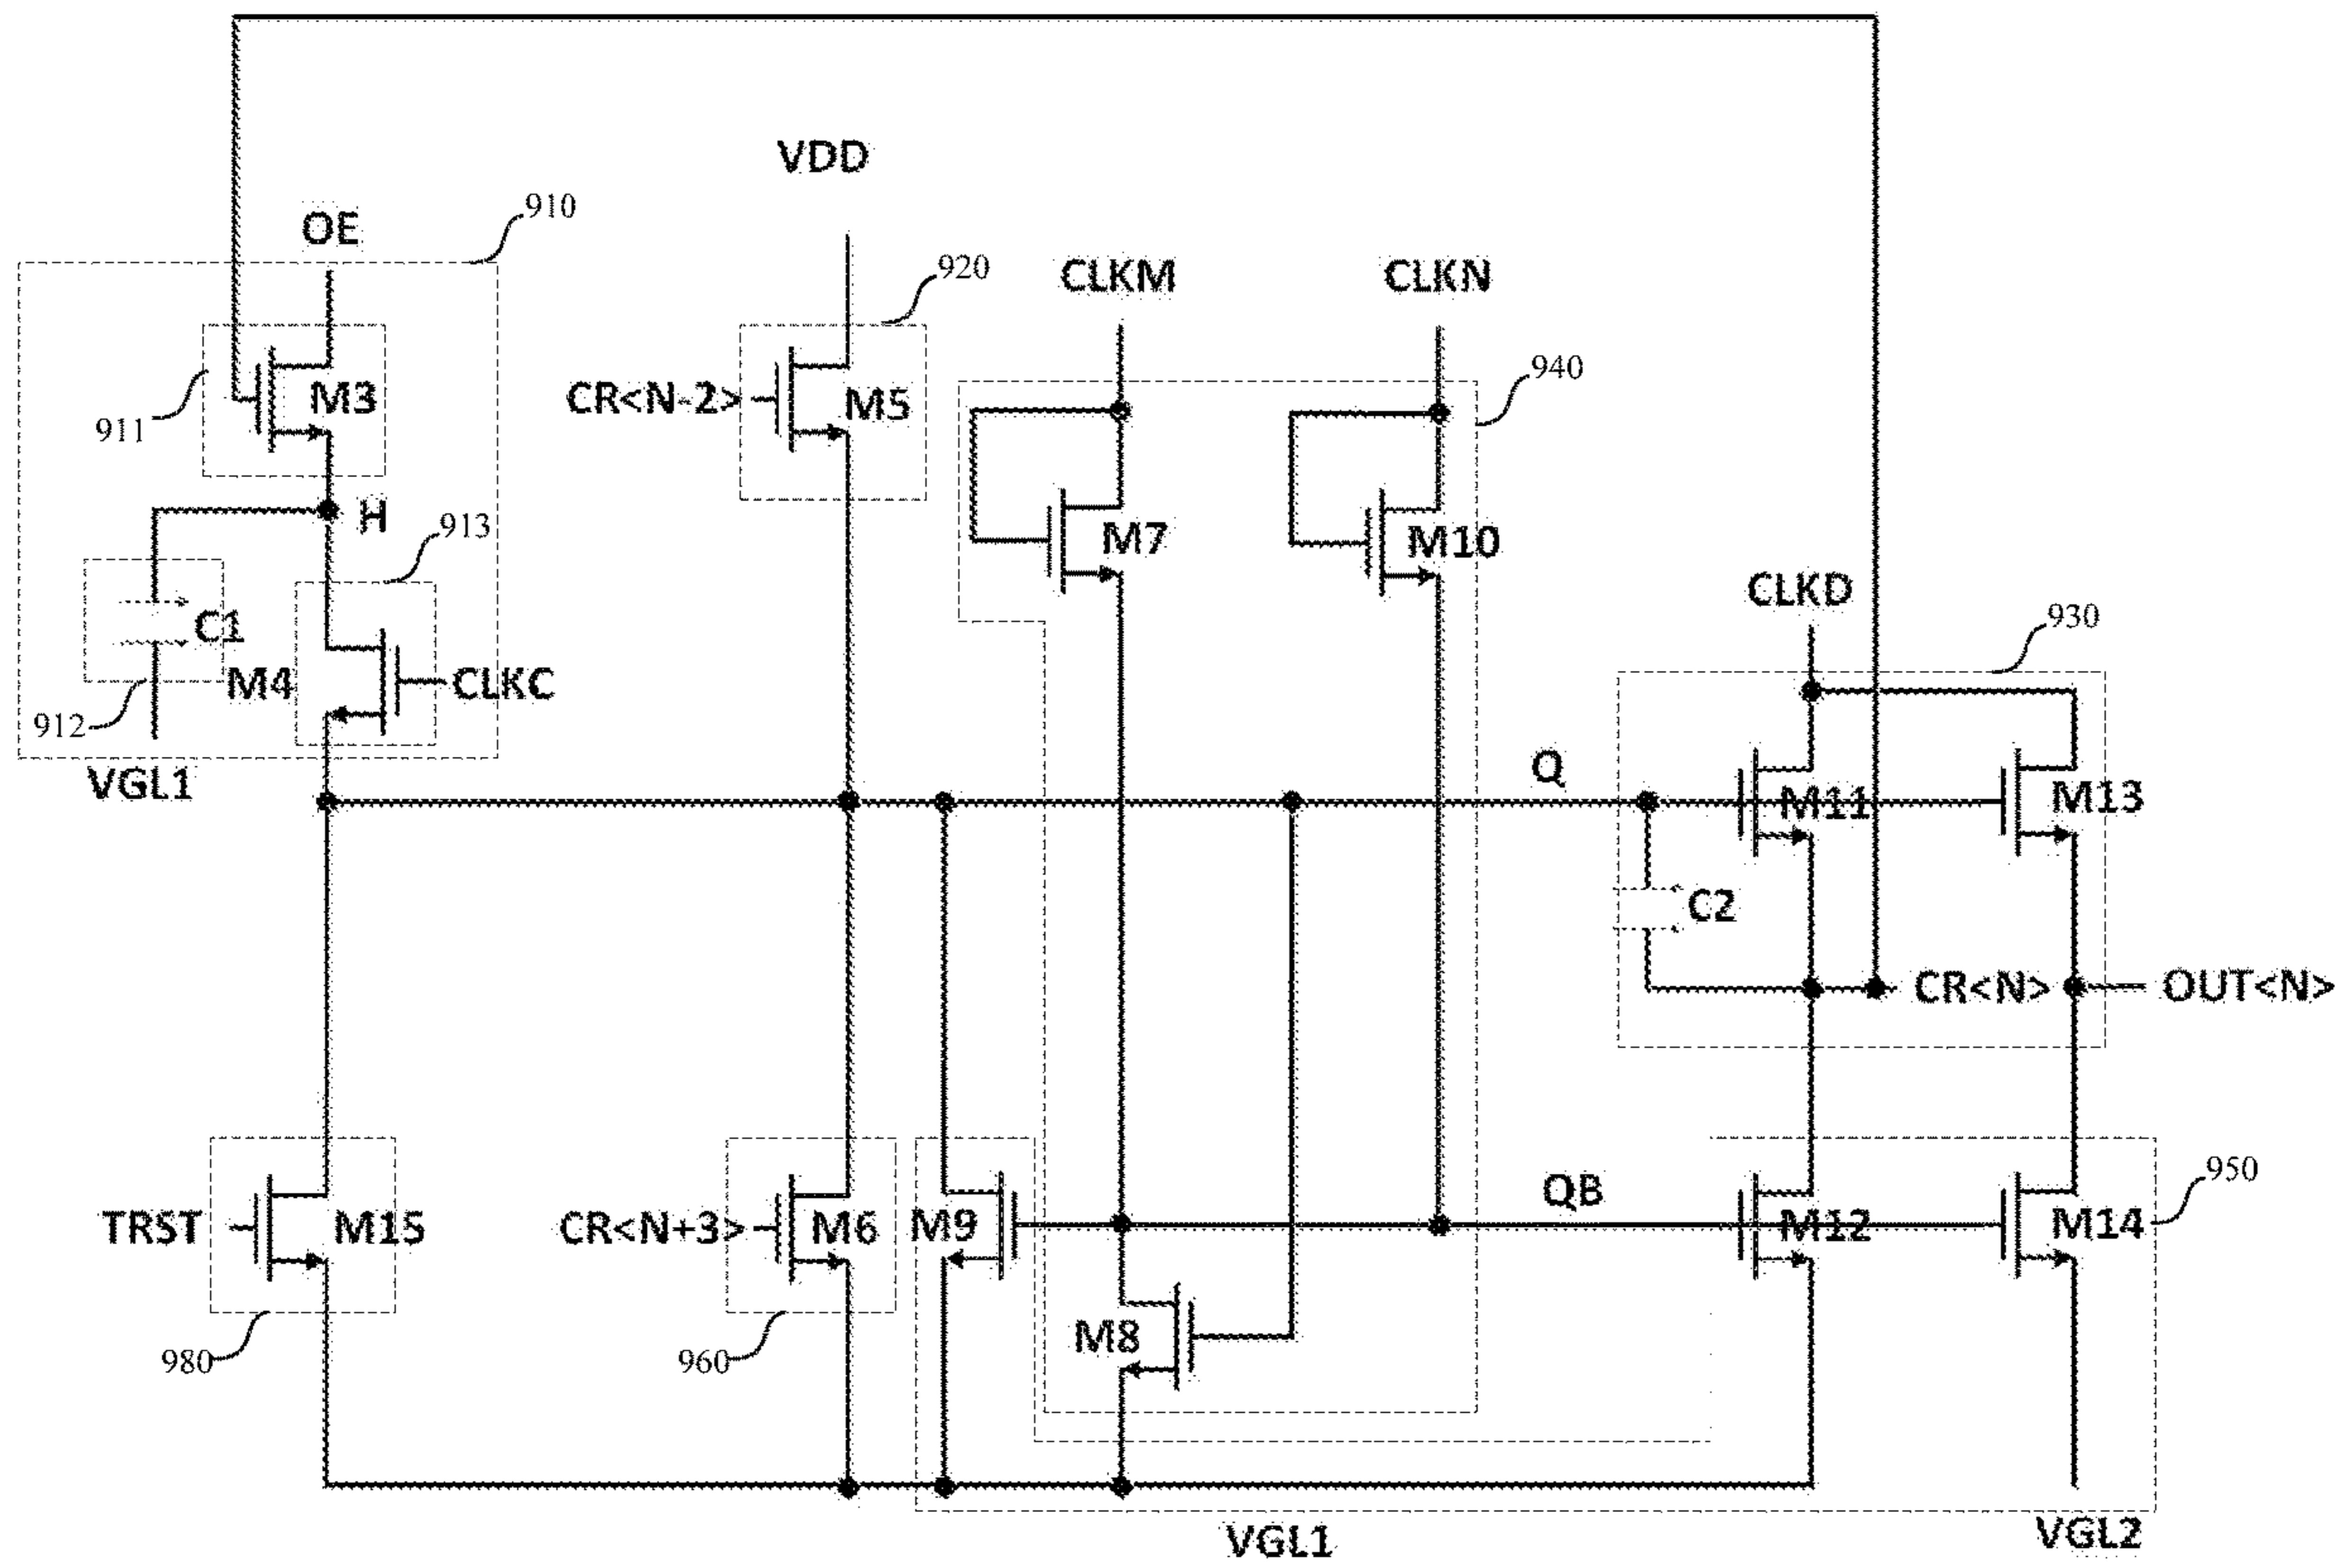 VDD
910
OE
920
CLKM
CLKN
940
M3
CR<N-2>
M5
911
H
913
M7
M10
CLKD
930
C1
M4
CLKC
912
VGL1
Q
M11
M13
C2
CR<N>
OUT<N>
950
QB
TRST
M15
CR<N+3>
M6
M9
M12
M14
M8
980
960
VGL1
VGL2